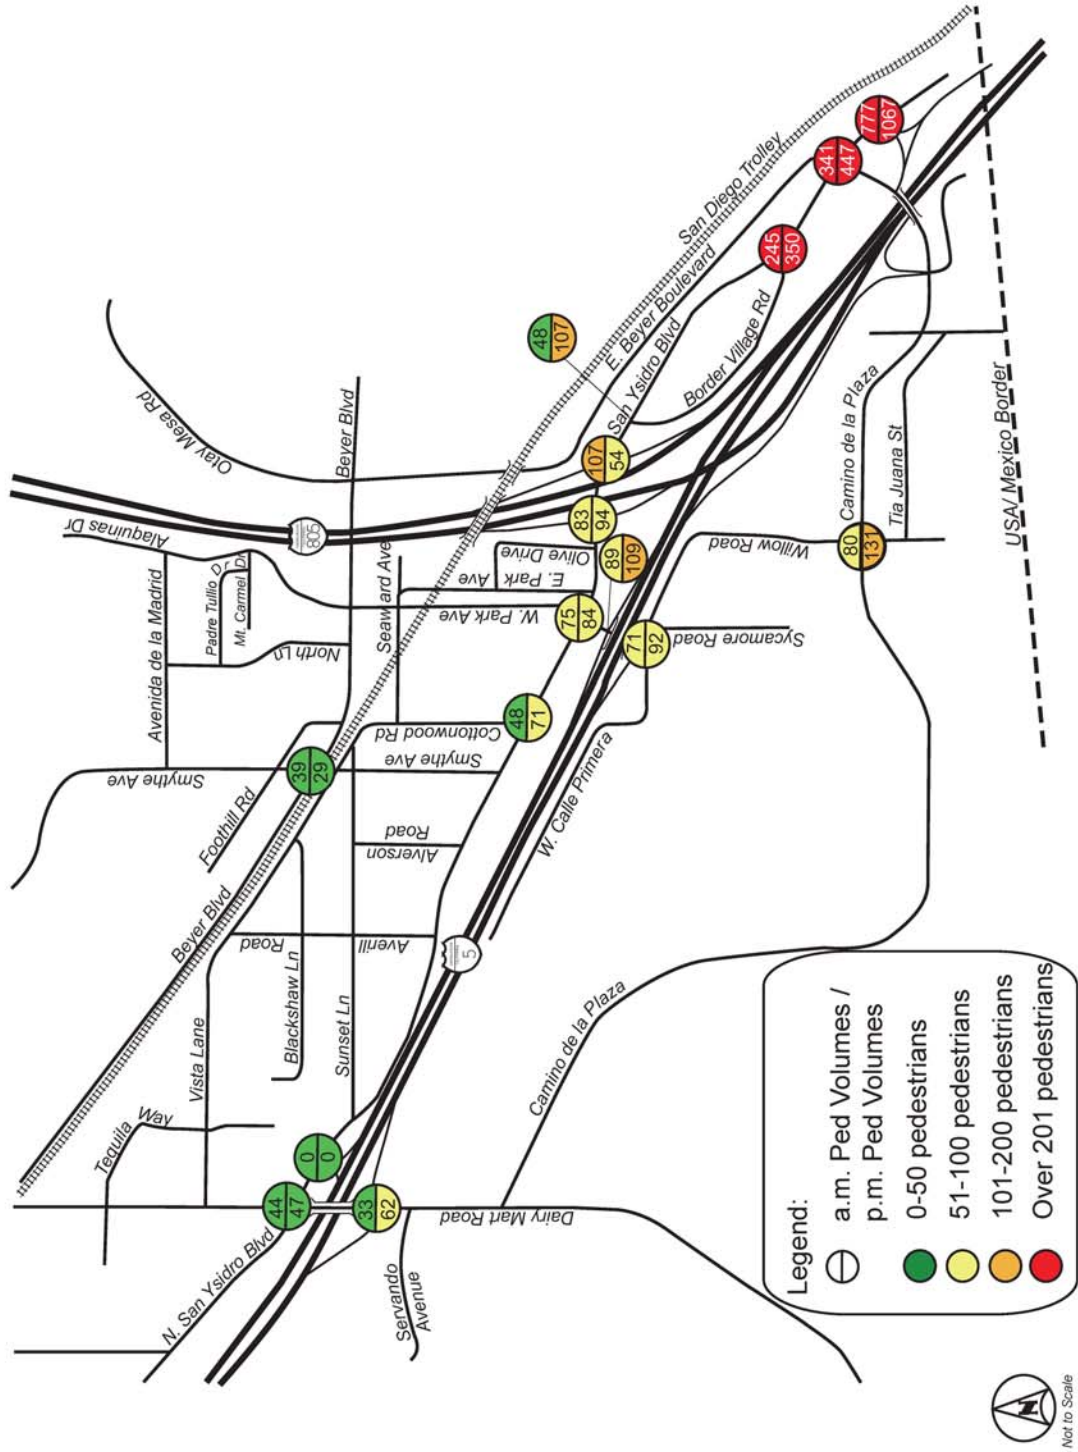 Otay Mesa Rd
Alaquinas Dr
Avenida de la Madrid
Padre Tullio Dr
Mt. Carmel Dr
North Ln
Smythe Ave
Foothill Rd
Beyer Blvd
Beyer Blvd
805
Seaward Ave
San Diego Trolley
E. Beyer Boulevard
San Ysidro Blvd
Border Village Rd
Olive Drive
E. Park Ave
W. Park Ave
Cottonwood Rd
Smythe Ave
Alverson
Road
Averill
Road
Blackshaw Ln
Sunset Ln
Vista Lane
Tequila
Way
N. San Ysidro Blvd
Servando
Avenue
Dairy Mart Road
Camino de la Plaza
5
W. Calle Primera
Sycamore Road
Willow Road
Camino de la Plaza
Tia Juana St
USA/ Mexico Border
44
47
0
0
33
62
39
29
48
71
75
84
89
109
71
92
83
94
107
54
48
107
245
350
341
447
777
1067
80
131
Legend:
a.m. Ped Volumes /
p.m. Ped Volumes
0-50 pedestrians
51-100 pedestrians
101-200 pedestrians
Over 201 pedestrians
N
Not to Scale